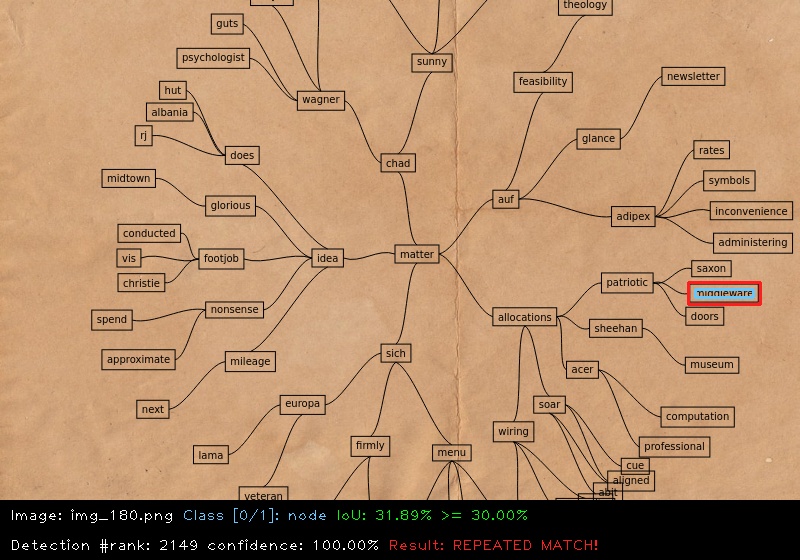 theology
guts
sunny
psychologist
newsletter
feasibility
hut
wagner
albania
rj
glance
rates
does
chad
midtown
symbols
auf
glorious
adipex
inconvenience
conducted
administering
matter
vis
footjob
idea
saxon
christie
patriotic
middleware
nonsense
spend
allocations
doors
sheehan
sich
approximate
mileage
museum
acer
next
europa
soar
computation
wiring
firmly
professional
lama
menu
cue
aligned
veteran
abit
Image: img_180.png Class [0/1]: node IoU: 31.89% >= 30.00%
Detection #rank: 2149 confidence: 100.00% Result: REPEATED MATCH!